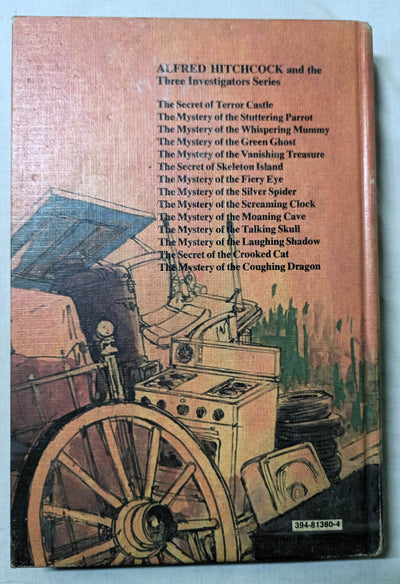 ALFRED HITCHCOCK and the
Three Investigators Series
The Secret of Terror Castle
The Mystery of the Stuttering Parrot
The Mystery of the Whispering Mummy
The Mystery of the Green Ghost
The Mystery of the Vanishing Treasure
The Secret of Skeleton Island
The Mystery of the Fiery Eye
The Mystery of the Silver Spider
The Mystery of the Screaming Clock
The Mystery of the Moaning Cave
The Mystery of the Talking Skull
The Mystery of the Laughing Shadow
The Secret of the Crooked Cat
The Mystery of the Coughing Dragon
394-81380-4